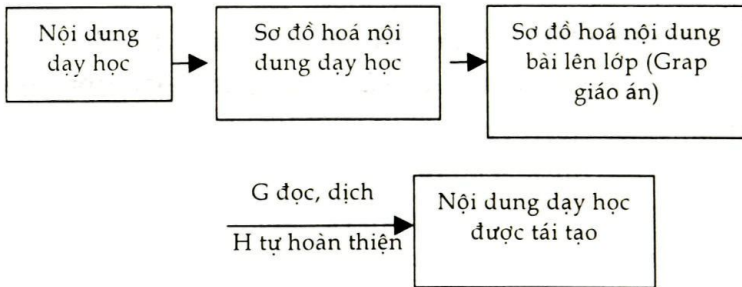 Nội dung
dạy học
Sơ đồ hoá nội
dung dạy học
Sơ đồ hoá nội dung
bài lên lớp (Grap
giáo án)
G đọc, dịch
H tự hoàn thiện
Nội dung dạy học
được tái tạo